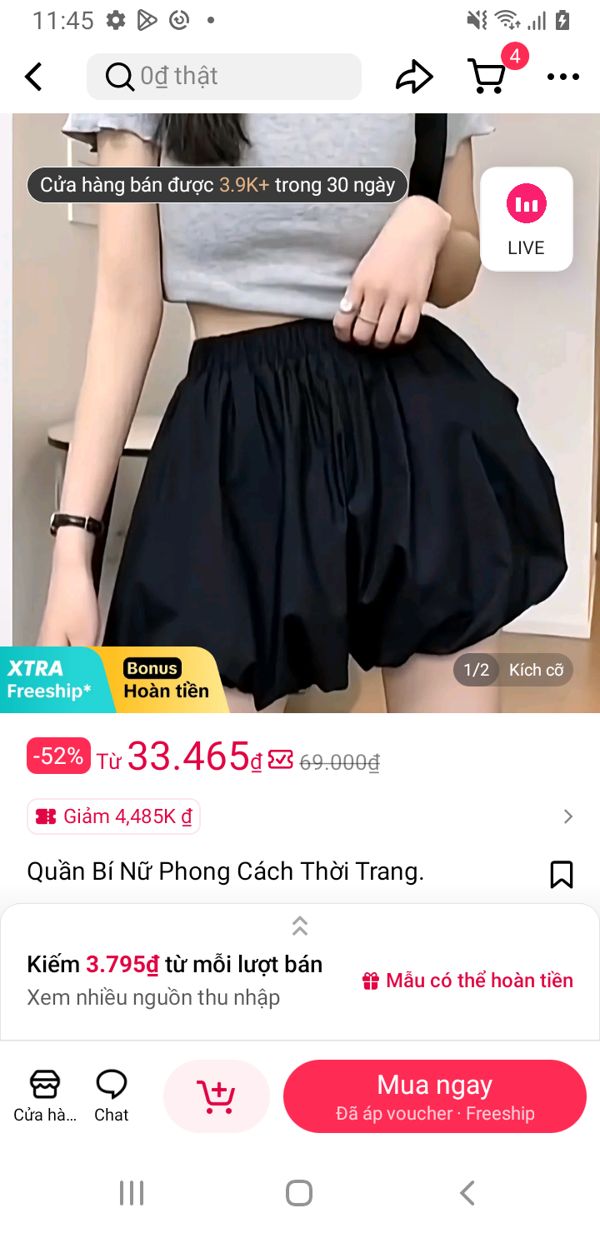 11:45
0₫ thật
4
Cửa hàng bán được 3.9K+ trong 30 ngày
LIVE
XTRA
Freeship*
Bonus
Hoàn tiền
1/2 Kích cỡ
-52% Từ 33.465₫ 69.000₫
Giảm 4,485K ₫
Quần Bí Nữ Phong Cách Thời Trang.
Kiếm 3.795₫ từ mỗi lượt bán
Xem nhiều nguồn thu nhập
Mẫu có thể hoàn tiền
Cửa hà...
Chat
Mua ngay
Đã áp voucher · Freeship